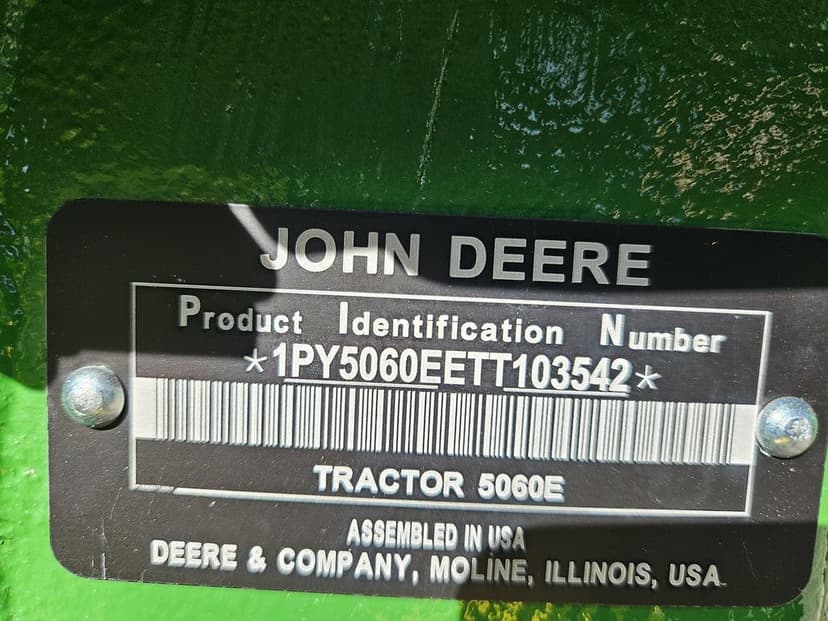 JOHN DEERE
Product Identification Number
*1PY5060EETT103542*
TRACTOR 5060E
ASSEMBLED IN USA
DEERE & COMPANY, MOLINE, ILLINOIS, USA